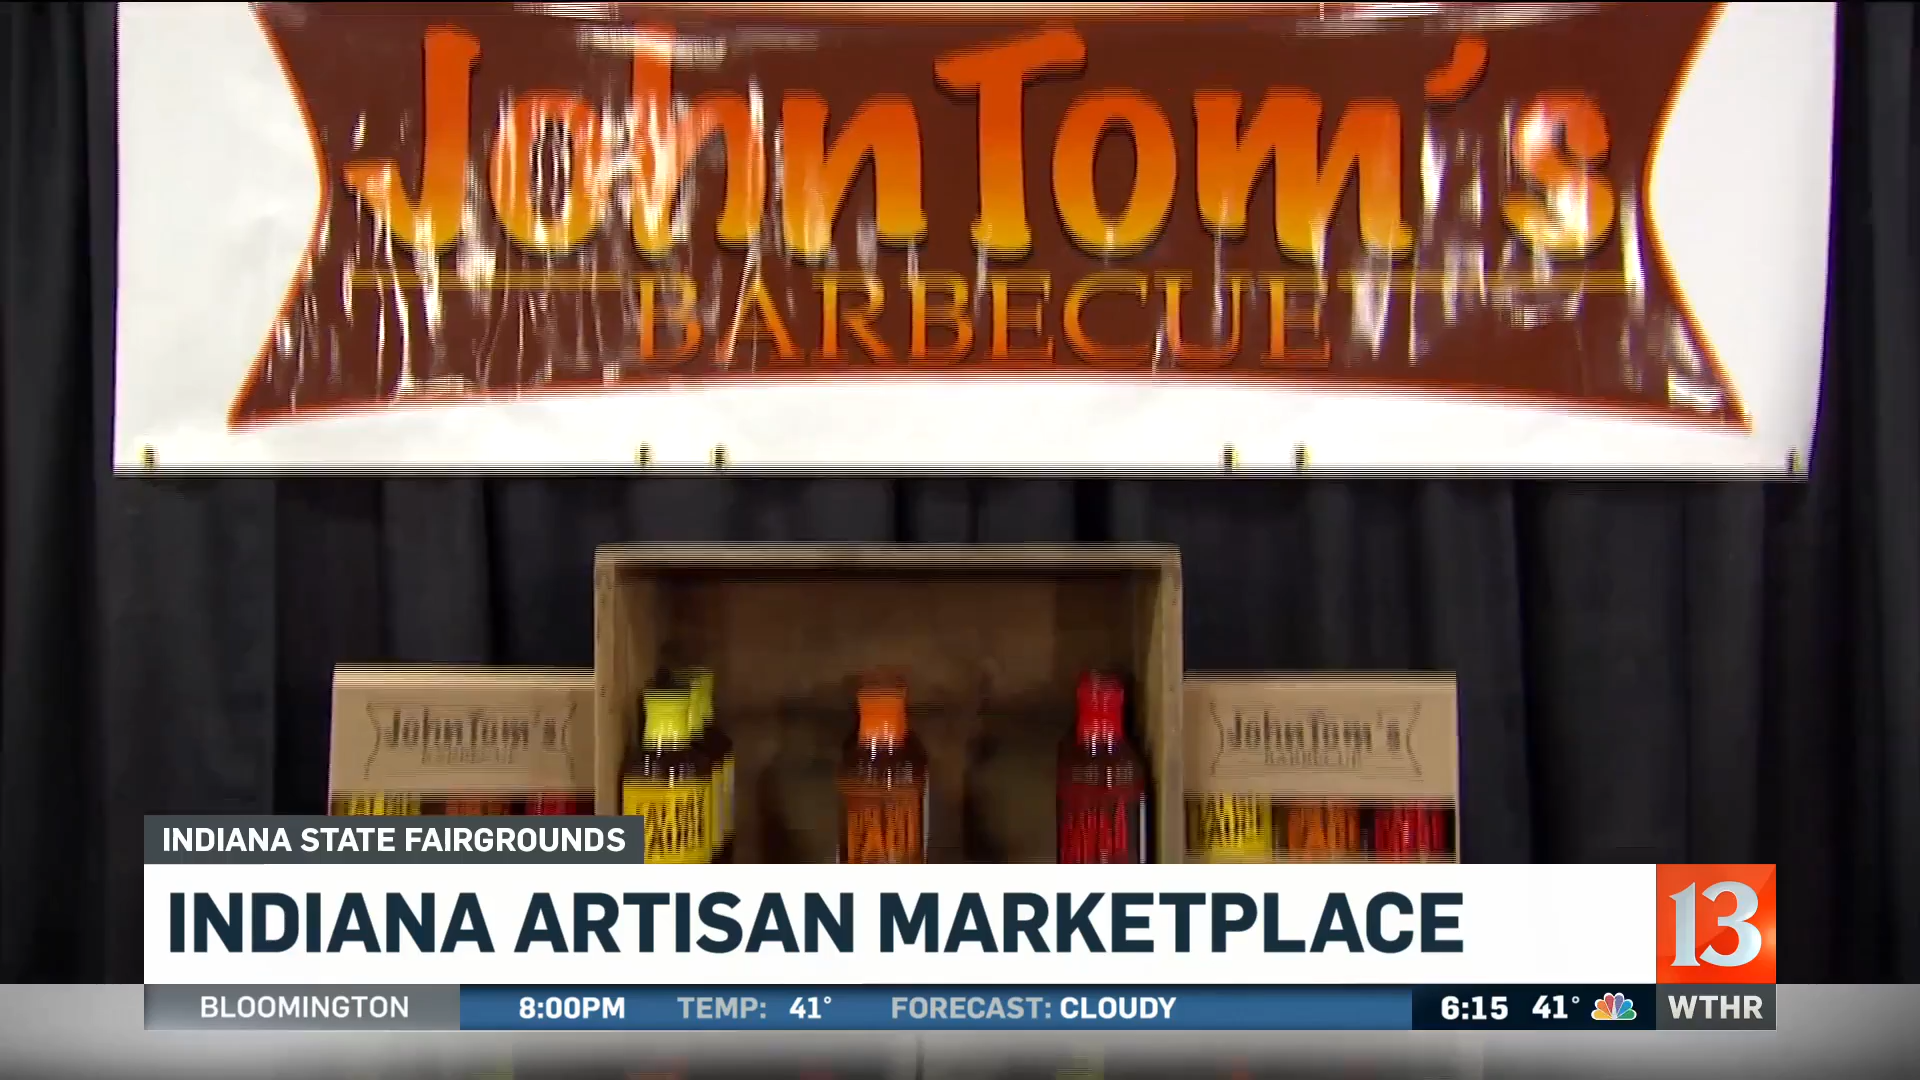 JohnTom's
BARBECUE
JohnTom's
BARBECUE
JohnTom's
BARBECUE
INDIANA STATE FAIRGROUNDS
INDIANA ARTISAN MARKETPLACE
13
BLOOMINGTON 8:00PM TEMP: 41° FORECAST: CLOUDY 6:15 41° WTHR